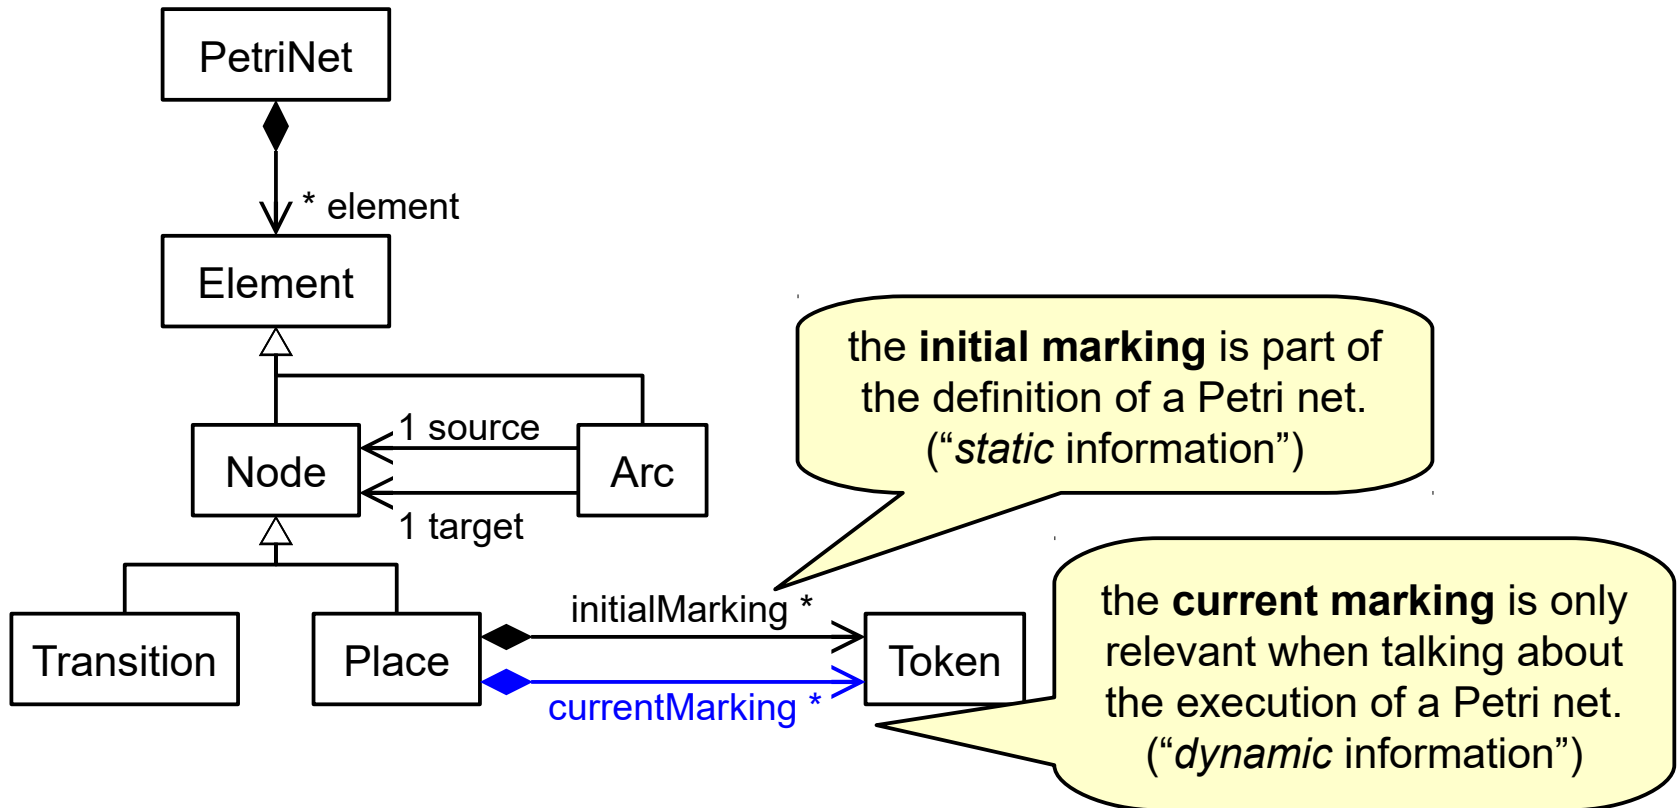 PetriNet
* element
Element
the initial marking is part of
the definition of a Petri net.
(“static information”)
1 source
Node
Arc
1 target
the current marking is only
relevant when talking about
the execution of a Petri net.
(“dynamic information”)
initialMarking *
Transition
Place
Token
currentMarking *